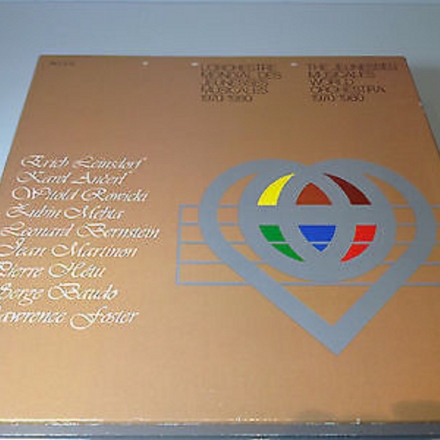 L'ORCHESTRE
MONDIAL DES
JEUNESSES
MUSICALES
1970/1980
THE JEUNESSES
MUSICALES
WORLD
ORCHESTRA
1970/1980
Erich Leinsdorf
Karel Ančerl
Witold Rowicki
Zubin Mehta
Leonard Bernstein
Jean Martinon
Pierre Hétu
Serge Baudo
Lawrence Foster